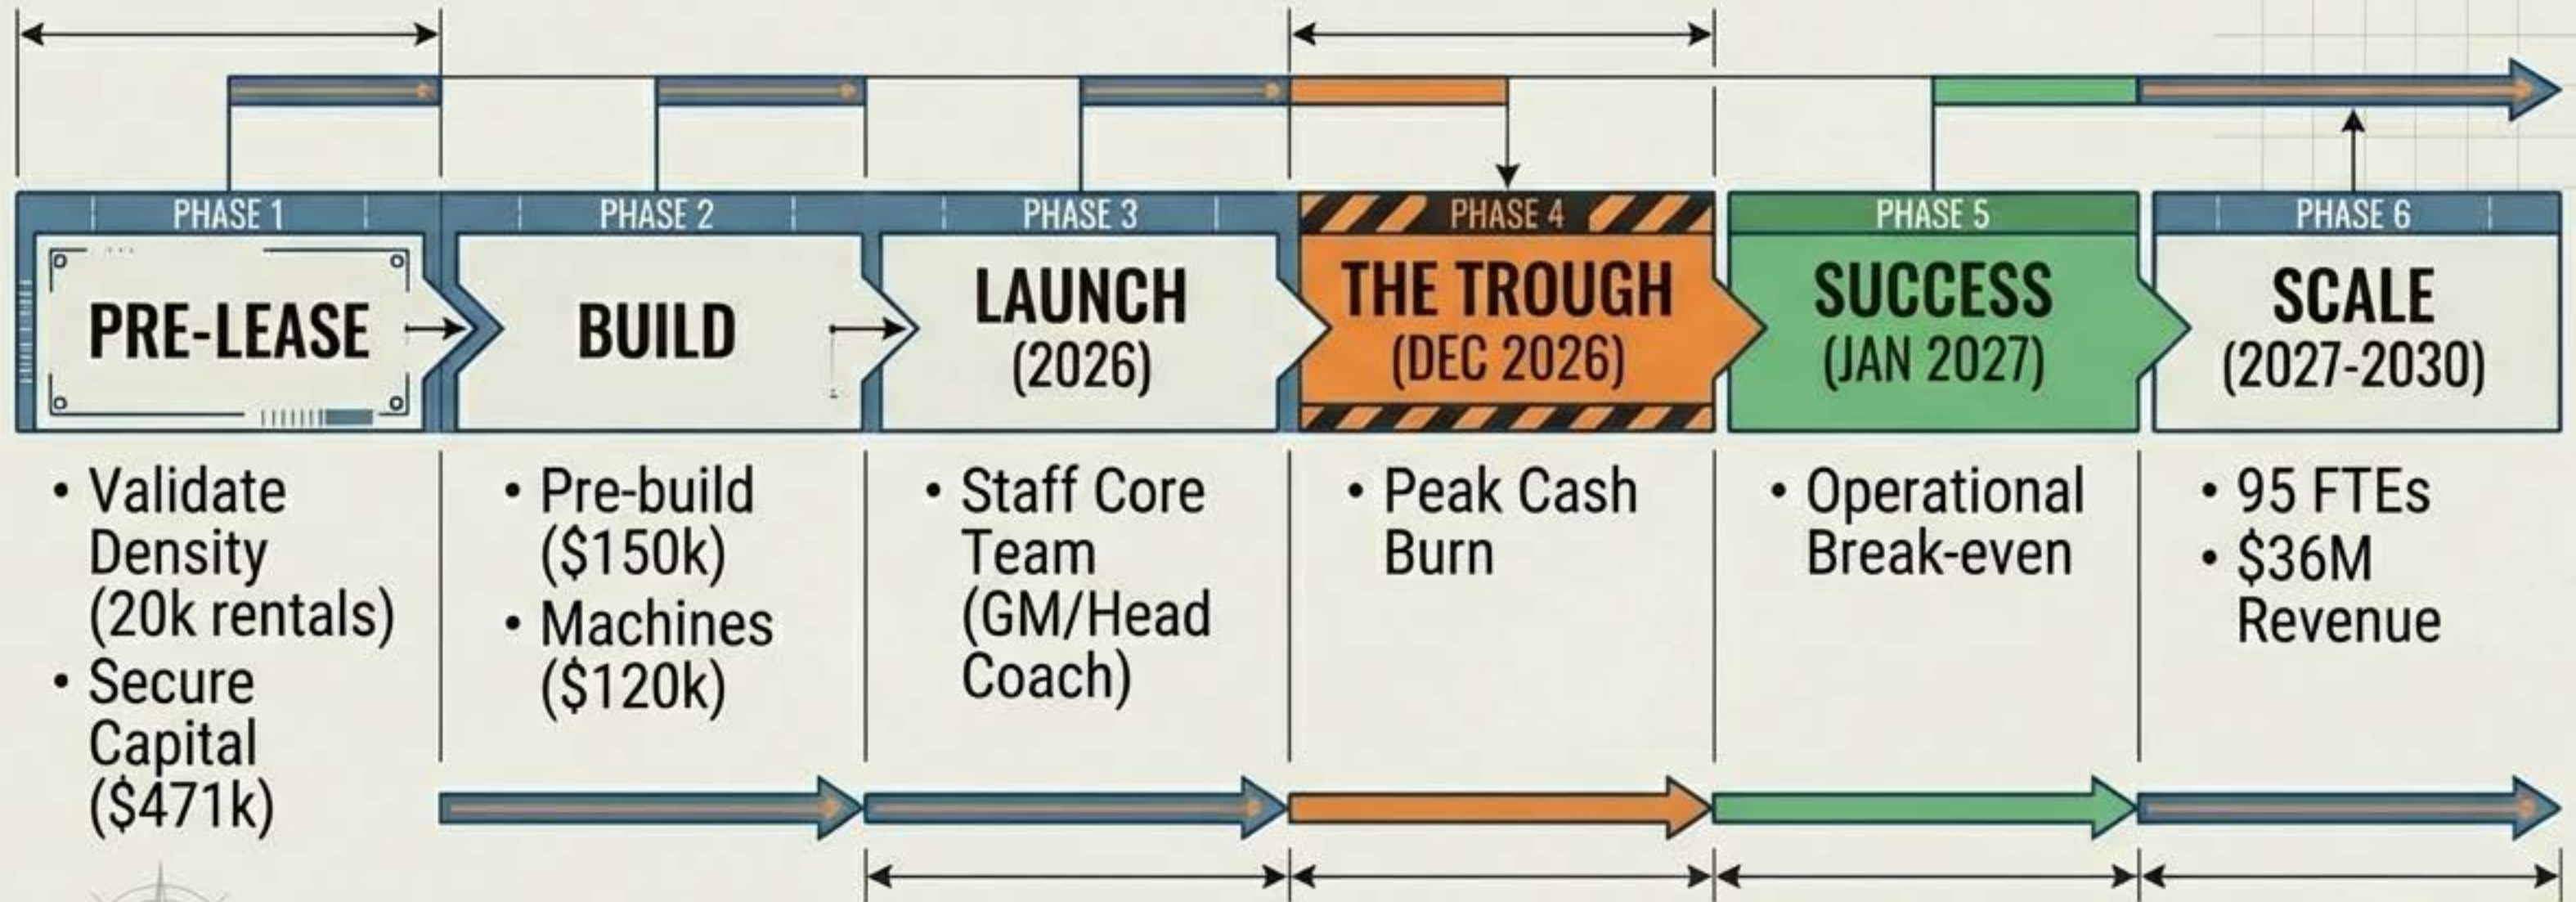 PHASE 1
PRE-LEASE
• Validate
Density
(20k rentals)
• Secure
Capital
($471k)
PHASE 2
BUILD
• Pre-build
($150k)
• Machines
($120k)
PHASE 3
LAUNCH
(2026)
• Staff Core
Team
(GM/Head
Coach)
PHASE 4
THE TROUGH
(DEC 2026)
• Peak Cash
Burn
PHASE 5
SUCCESS
(JAN 2027)
• Operational
Break-even
PHASE 6
SCALE
(2027-2030)
• 95 FTEs
• $36M
Revenue